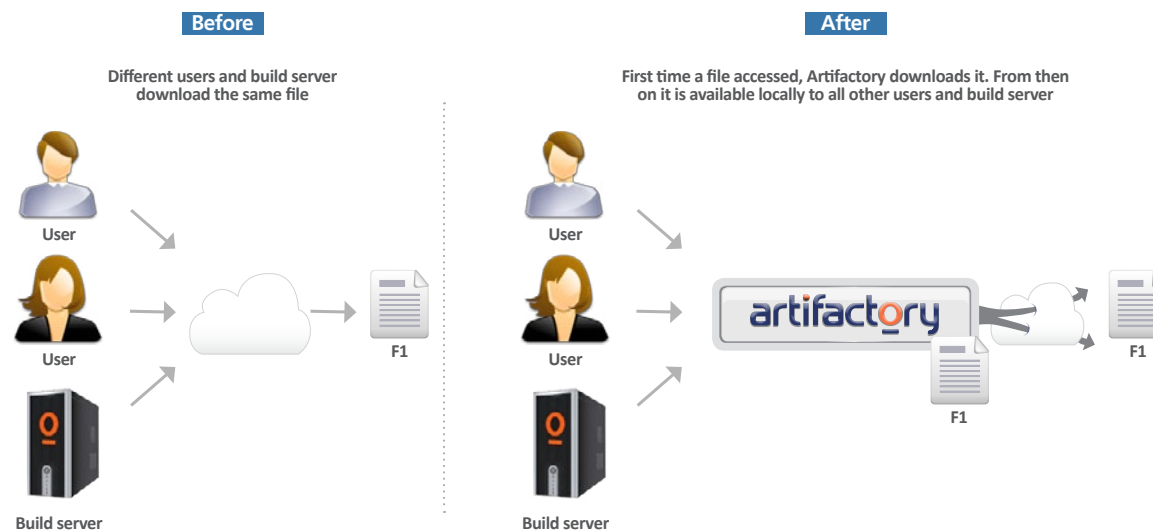 Before
Different users and build server
download the same file
User
User
F1
Build server
After
First time a file accessed, Artifactory downloads it. From then
on it is available locally to all other users and build server
User
User
artifactory
F1
F1
Build server